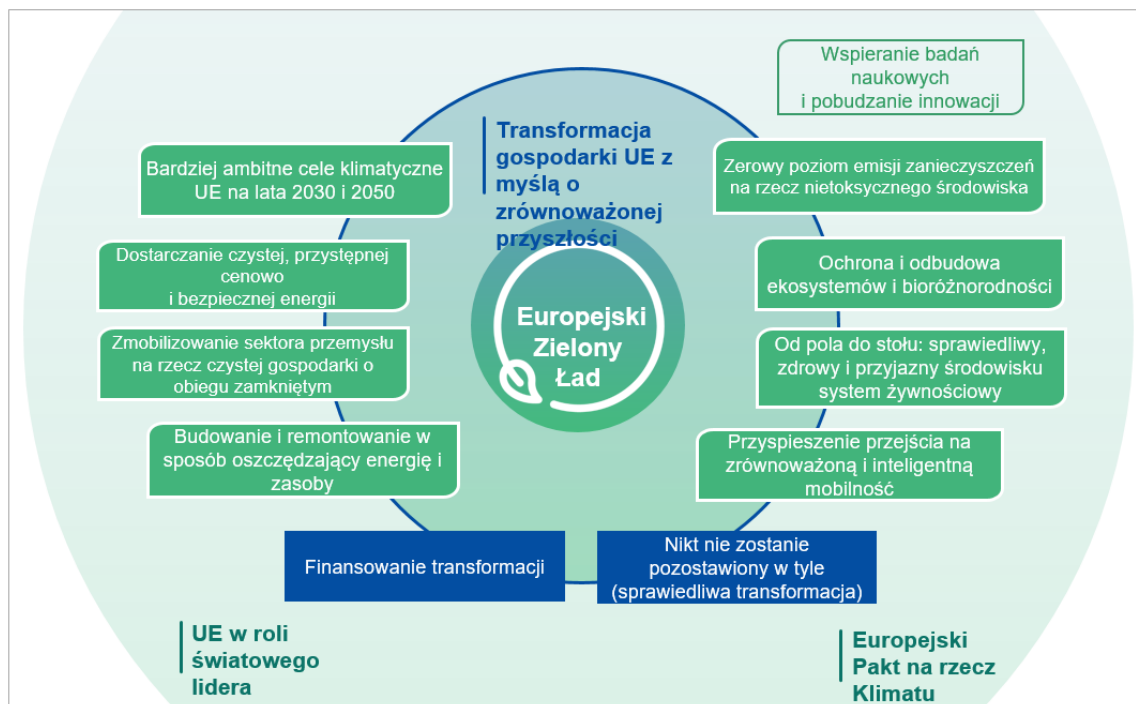 Wspieranie badań
naukowych
i pobudzanie innowacji
Transformacja
gospodarki UE z
myślą o
zrównoważonej
przyszłości
Bardziej ambitne cele klimatyczne
UE na lata 2030 i 2050
Zerowy poziom emisji zanieczyszczeń
na rzecz nietoksycznego środowiska
Dostarczanie czystej, przystępnej
cenowo
i bezpiecznej energii
Ochrona i odbudowa
ekosystemów i bioróżnorodności
Europejski
Zielony
Ład
Zmobilizowanie sektora przemysłu
na rzecz czystej gospodarki o
obiegu zamkniętym
Od pola do stołu: sprawiedliwy,
zdrowy i przyjazny środowisku
system żywnościowy
Budowanie i remontowanie w
sposób oszczędzający energię i
zasoby
Przyspieszenie przejścia na
zrównoważoną i inteligentną
mobilność
Finansowanie transformacji
Nikt nie zostanie
pozostawiony w tyle
(sprawiedliwa transformacja)
UE w roli
światowego
lidera
Europejski
Pakt na rzecz
Klimatu